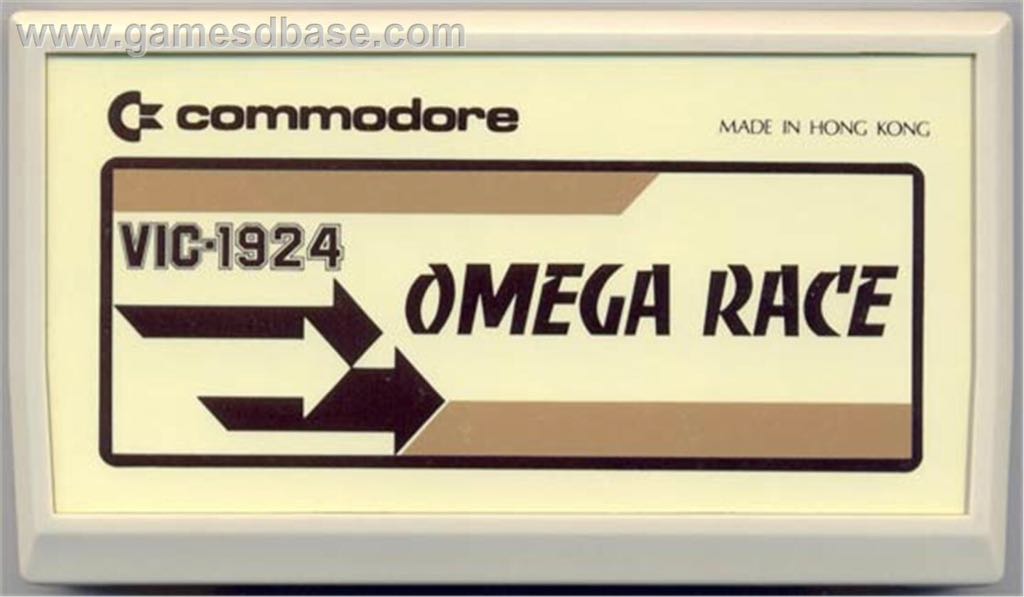 www.gamesdbase.com
commodore
MADE IN HONG KONG
VIC-1924
OMEGA RACE